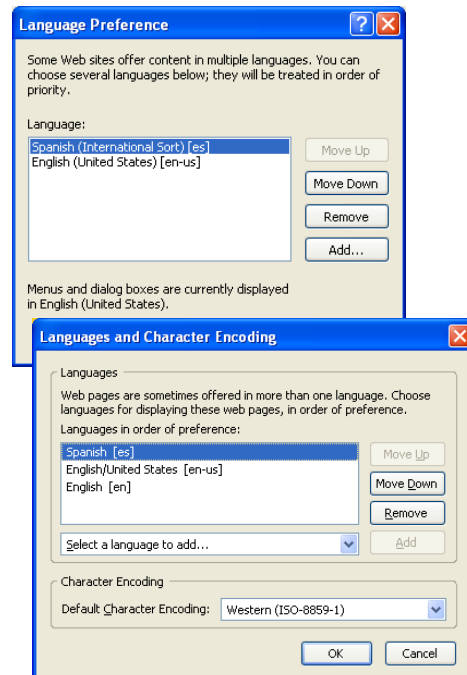 Language Preference
Some Web sites offer content in multiple languages. You can
choose several languages below; they will be treated in order of
priority.
Language:
Spanish (International Sort) [es]
English (United States) [en-us]
Move Up
Move Down
Remove
Add...
Menus and dialog boxes are currently displayed
in English (United States).
Languages and Character Encoding
Languages
Web pages are sometimes offered in more than one language. Choose
languages for displaying these web pages, in order of preference.
Languages in order of preference:
Spanish [es]
English/United States [en-us]
English [en]
Move Up
Move Down
Remove
Select a language to add...
Add
Character Encoding
Default Character Encoding:
Western (ISO-8859-1)
OK
Cancel